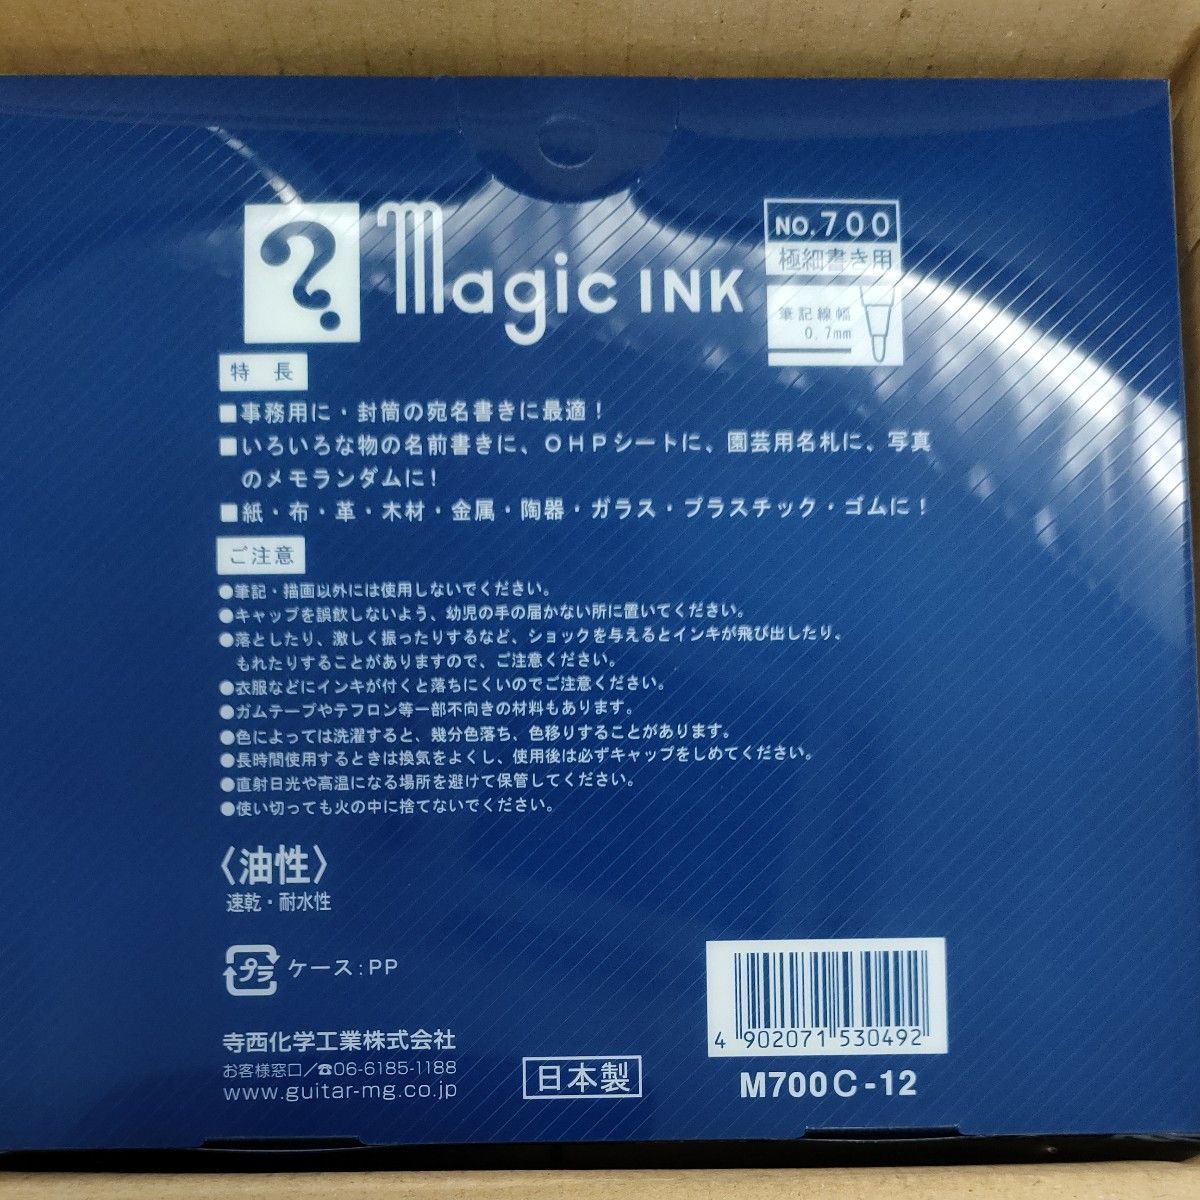 ? Magic INK
NO.700
極細書き用
筆記線幅
0.7mm
特 長
■事務用に・封筒の宛名書きに最適！
■いろいろな物の名前書きに、OHPシートに、園芸用名札に、写真
のメモランダムに！
■紙・布・革・木材・金属・陶器・ガラス・プラスチック・ゴムに！
ご注意
●筆記・描画以外には使用しないでください。
●キャップを誤飲しないよう、幼児の手の届かない所に置いてください。
●落としたり、激しく振ったりするなど、ショックを与えるとインキが飛び出したり、
もれたりすることがありますので、ご注意ください。
●衣服などにインキが付くと落ちにくいのでご注意ください。
●ガムテープやテフロン等一部不向きの材料もあります。
●色によっては洗濯すると、幾分色落ち、色移りすることがあります。
●長時間使用するときは換気をよくし、使用後は必ずキャップをしめてください。
●直射日光や高温になる場所を避けて保管してください。
●使い切っても火の中に捨てないでください。
〈油性〉
速乾・耐水性
プラ ケース：PP
寺西化学工業株式会社
お客様窓口／☎06-6185-1188
www.guitar-mg.co.jp
日本製
4 902071 530492
M700C-12